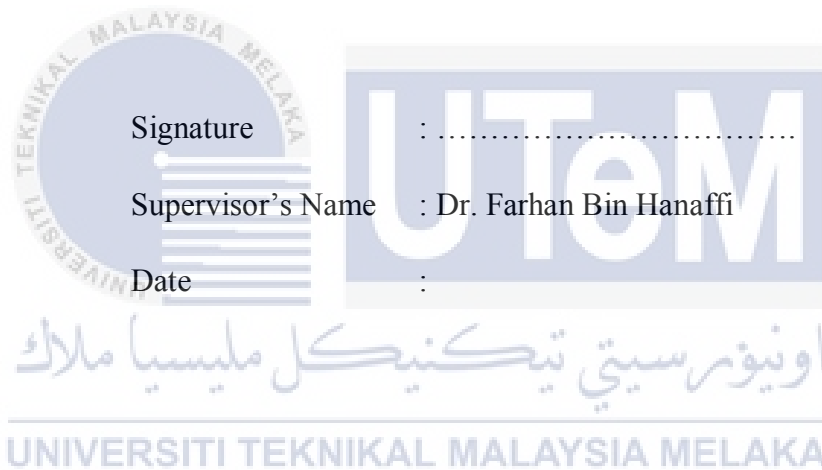 UNIVERSITI TEKNIKAL MALAYSIA MELAKA
UTeM
Signature : ……………………………
Supervisor’s Name : Dr. Farhan Bin Hanaffi
Date :
اونيۏرسيتي تيكنيكل مليسيا ملاك
UNIVERSITI TEKNIKAL MALAYSIA MELAKA